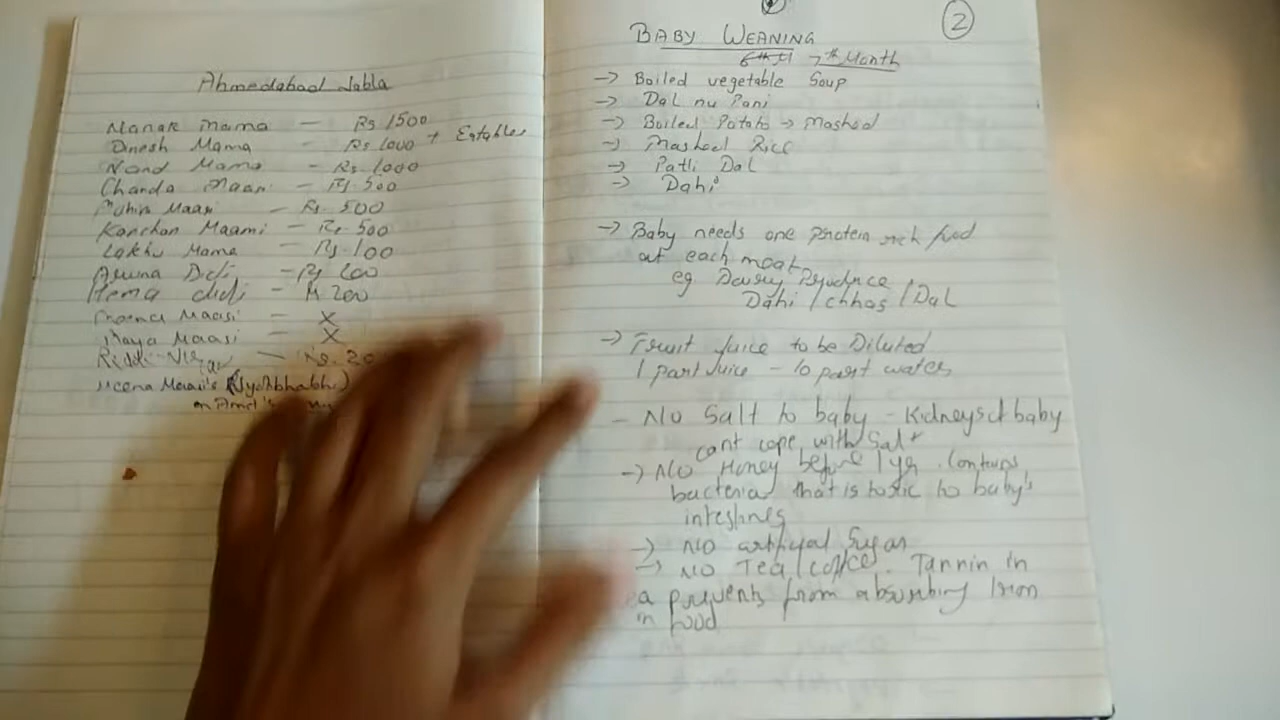 Ahmedabad Jabla
Manak Mama — Rs 1500
Dinesh Mama - Rs 1000 + Eatables
Nand Mama - Rs. 1000
Chanda Maasi - Rs. 500
Maasi - Rs. 500
Kanchan Maami - Rs. 500
Lakhu Mama - Rs. 100
Aruna Didi - Rs 200
Hema didi - Rs 200
Maasi - X
Maya Maasi - X
Riddhi - Rs. 20
Meena Maasi's
2
BABY WEANING
7th Month
→ Boiled vegetable Soup
→ Dal nu Pani
→ Boiled Potato → mashed
→ Mashed Rice
→ Patli Dal
→ Dahi
→ Baby needs one protein rich food
at each meal
eg Dairy Produce
Dahi / chhas / Dal
→ Fruit Juice to be Diluted
1 part Juice - 10 part water
- No Salt to baby - Kidneys of baby
cant cope with Salt
→ No Honey before 1 yr. Contains
bacteria that is toxic to baby's
intestines
→ No artificial Sugar
→ No Tea / coffee. Tannin in
prevents from absorbing Iron
in food